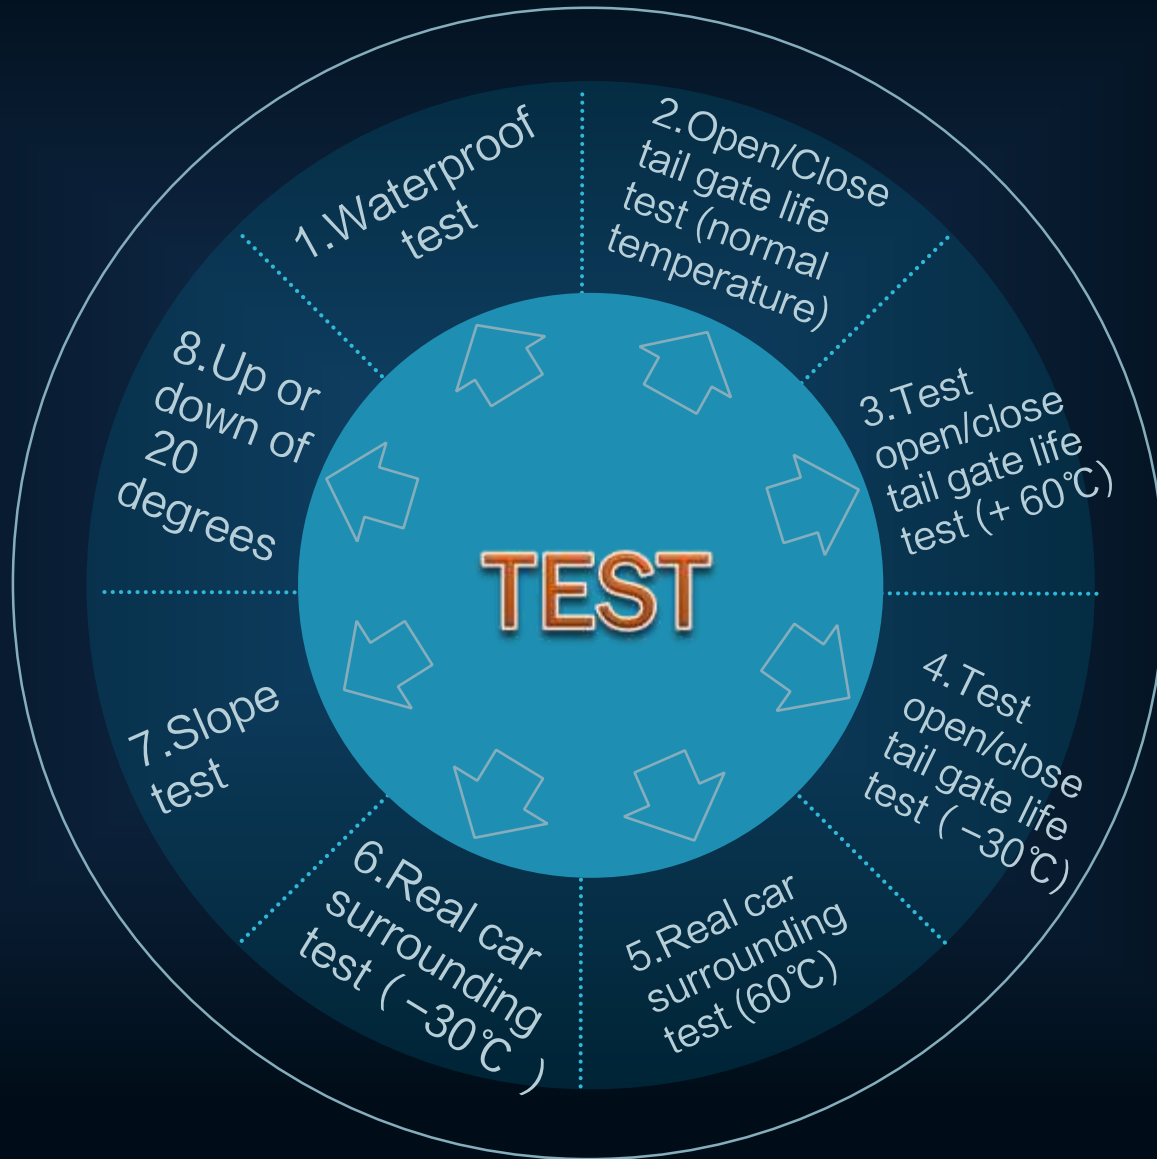 1.Waterproof
test
2.Open/Close
tail gate life
test (normal
temperature)
3.Test
open/close
tail gate life
test (+ 60℃)
4.Test
open/close
tail gate life
test ( −30℃)
5.Real car
surrounding
test (60℃)
6.Real car
surrounding
test ( −30℃ )
7.Slope
test
8.Up or
down of
20
degrees
TEST